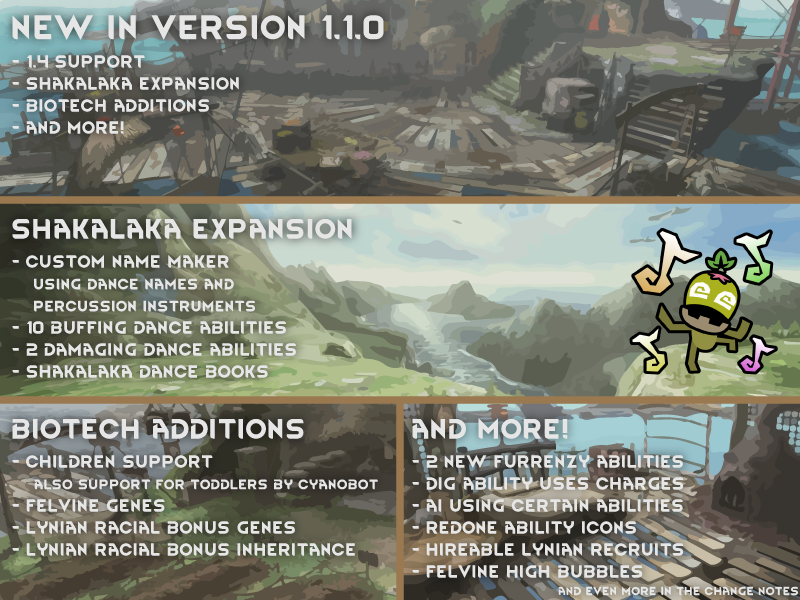 NEW IN VERSION 1.1.0
- 1.4 SUPPORT
- SHAKALAKA EXPANSION
- BIOTECH ADDITIONS
- AND MORE!
SHAKALAKA EXPANSION
- CUSTOM NAME MAKER
USING DANCE NAMES AND
PERCUSSION INSTRUMENTS
- 10 BUFFING DANCE ABILITIES
- 2 DAMAGING DANCE ABILITIES
- SHAKALAKA DANCE BOOKS
BIOTECH ADDITIONS
- CHILDREN SUPPORT
ALSO SUPPORT FOR TODDLERS BY CYANOBOT
- FELVINE GENES
- LYNIAN RACIAL BONUS GENES
- LYNIAN RACIAL BONUS INHERITANCE
AND MORE!
- 2 NEW FURRENZY ABILITIES
- DIG ABILITY USES CHARGES
- AI USING CERTAIN ABILITIES
- REDONE ABILITY ICONS
- HIREABLE LYNIAN RECRUITS
- FELVINE HIGH BUBBLES
AND EVEN MORE IN THE CHANGE NOTES